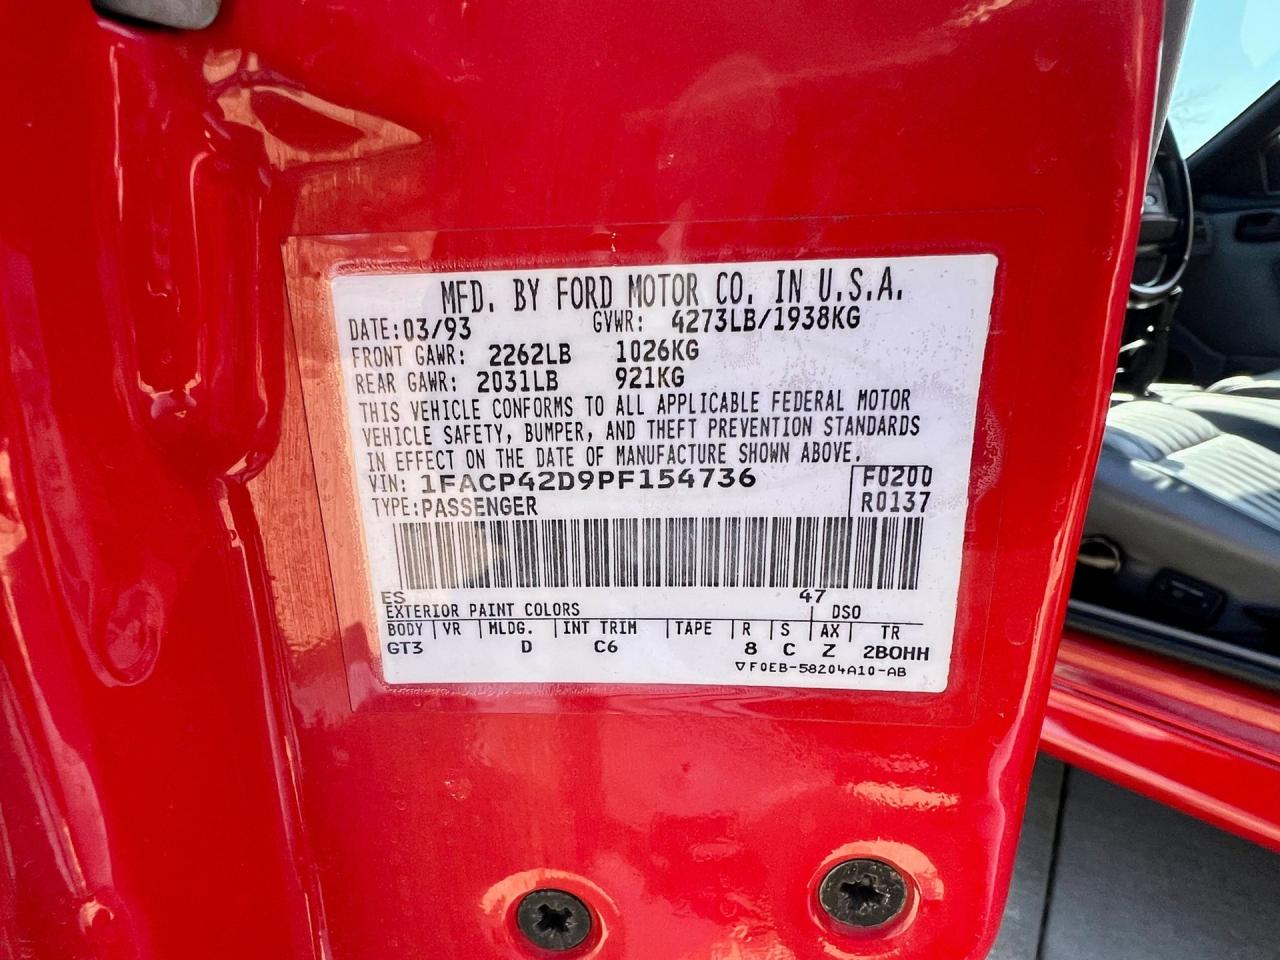 MFD. BY FORD MOTOR CO. IN U.S.A.
DATE:03/93 GVWR: 4273LB/1938KG
FRONT GAWR: 2262LB 1026KG
REAR GAWR: 2031LB 921KG
THIS VEHICLE CONFORMS TO ALL APPLICABLE FEDERAL MOTOR
VEHICLE SAFETY, BUMPER, AND THEFT PREVENTION STANDARDS
IN EFFECT ON THE DATE OF MANUFACTURE SHOWN ABOVE.
VIN: 1FACP42D9PF154736 F0200
TYPE:PASSENGER R0137
ES 47
EXTERIOR PAINT COLORS DSO
BODY VR MLDG. INT TRIM TAPE R S AX TR
GT3 D C6 8 C Z 2BOHH
▽F0EB-58204A10-AB